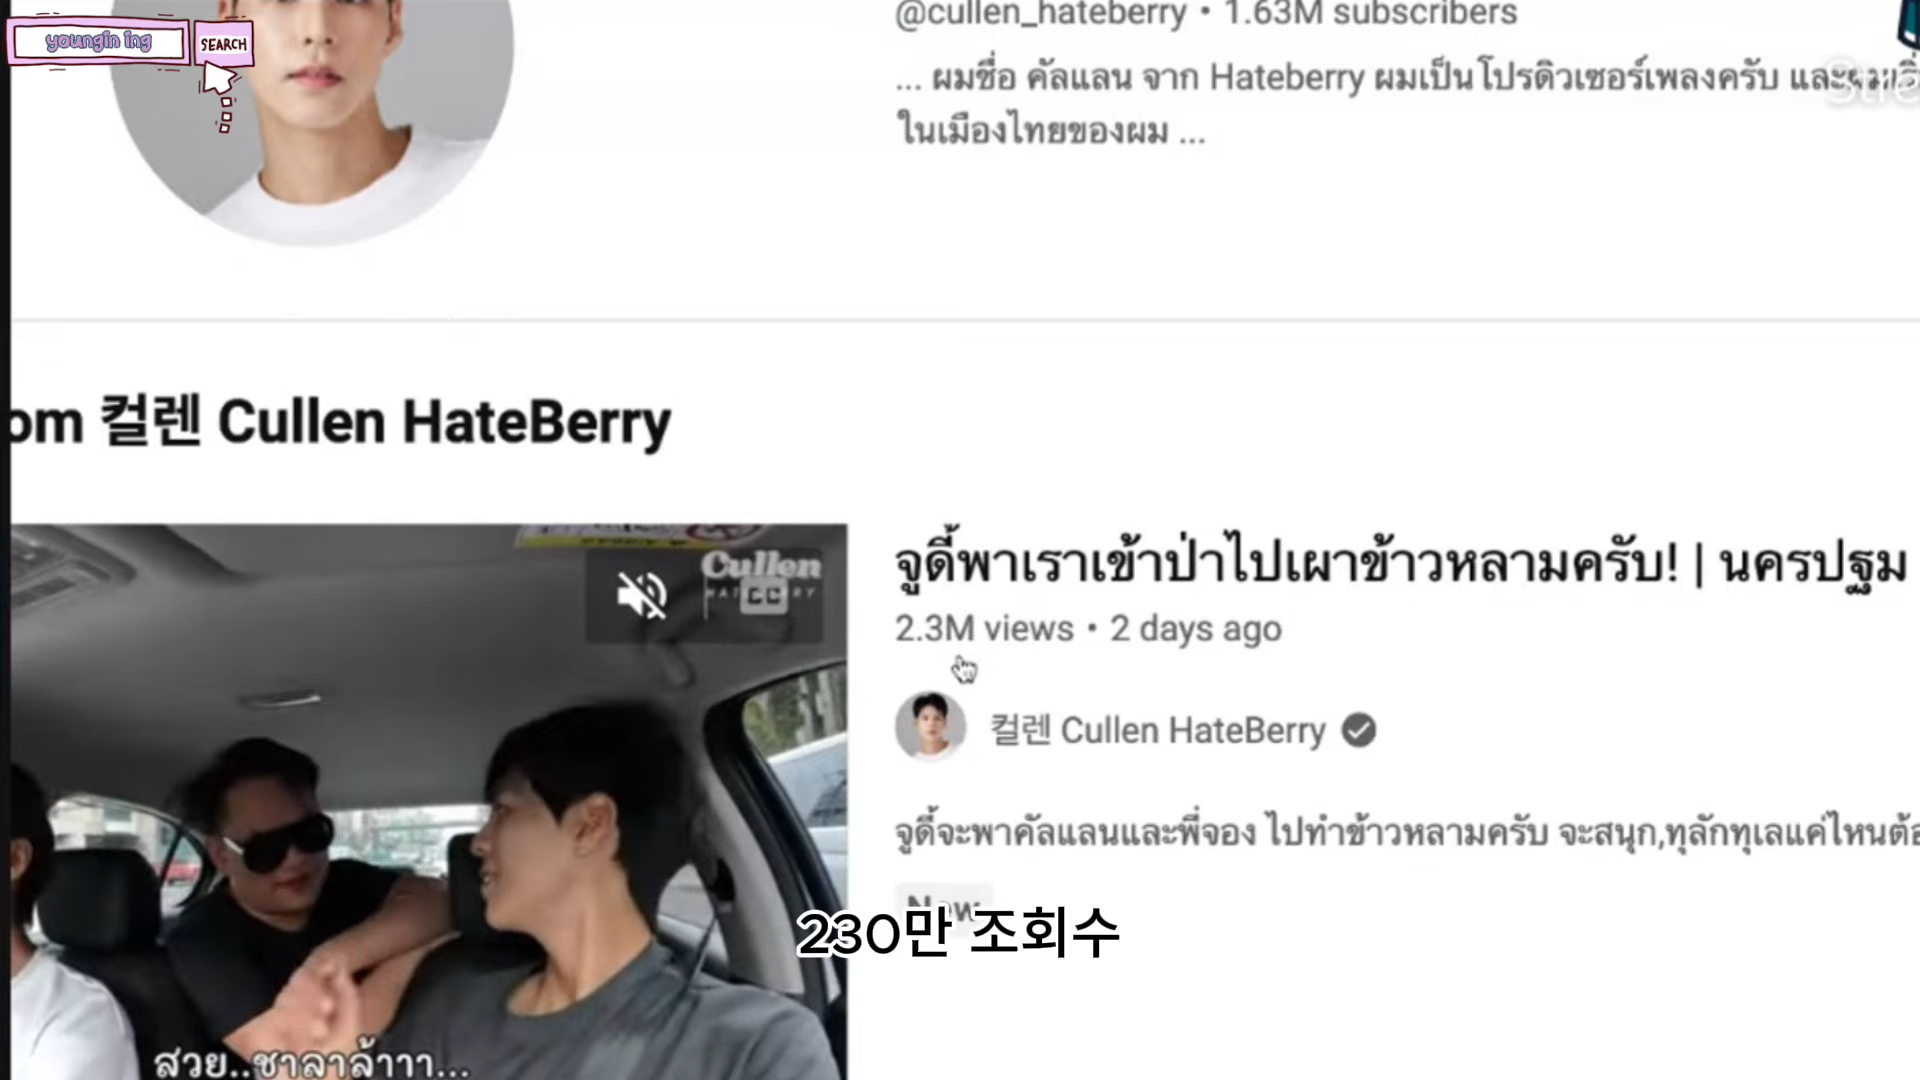 youngin ing
SEARCH
@cullen_hateberry • 1.63M subscribers
... ผมชื่อ คัลแลน จาก Hateberry ผมเป็นโปรดิวเซอร์เพลงครับ
ในเมืองไทยของผม ...
om 컬렌 Cullen HateBerry
Cullen
CC
จูดี้พาเราเข้าป่าไปเผาข้าวหลามครับ! | นครปฐม
2.3M views • 2 days ago
컬렌 Cullen HateBerry
จูดี้จะพาคัลแลนและพี่จอง ไปทำข้าวหลามครับ จะสนุก,ทุลักทุเลแค่ไหนต้อ
New
230만 조회수
สวย..ชาลาล้าาา...